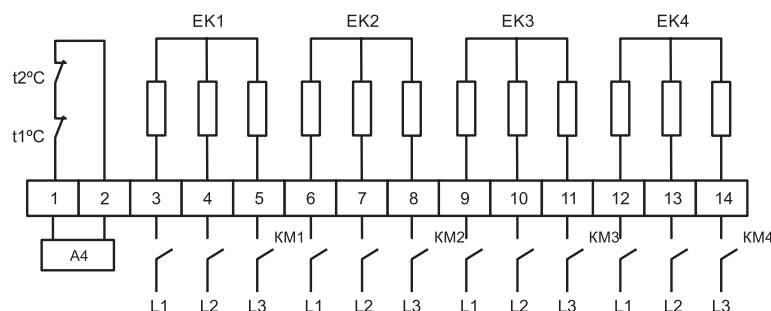 EK1 EK2 EK3 EK4
t2ºC
t1ºC
1 2 3 4 5 6 7 8 9 10 11 12 13 14
A4
KM1 KM2 KM3 KM4
L1 L2 L3 L1 L2 L3 L1 L2 L3 L1 L2 L3